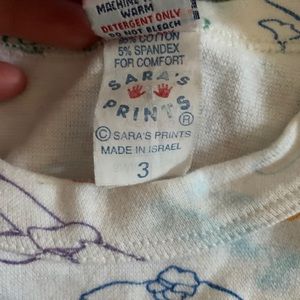 MACHINE
WARM
DETERGENT ONLY
DO NOT BLEACH
COTTON
5% SPANDEX
FOR COMFORT
SARA'S
PRINTS ®
© SARA'S PRINTS
MADE IN ISRAEL
3